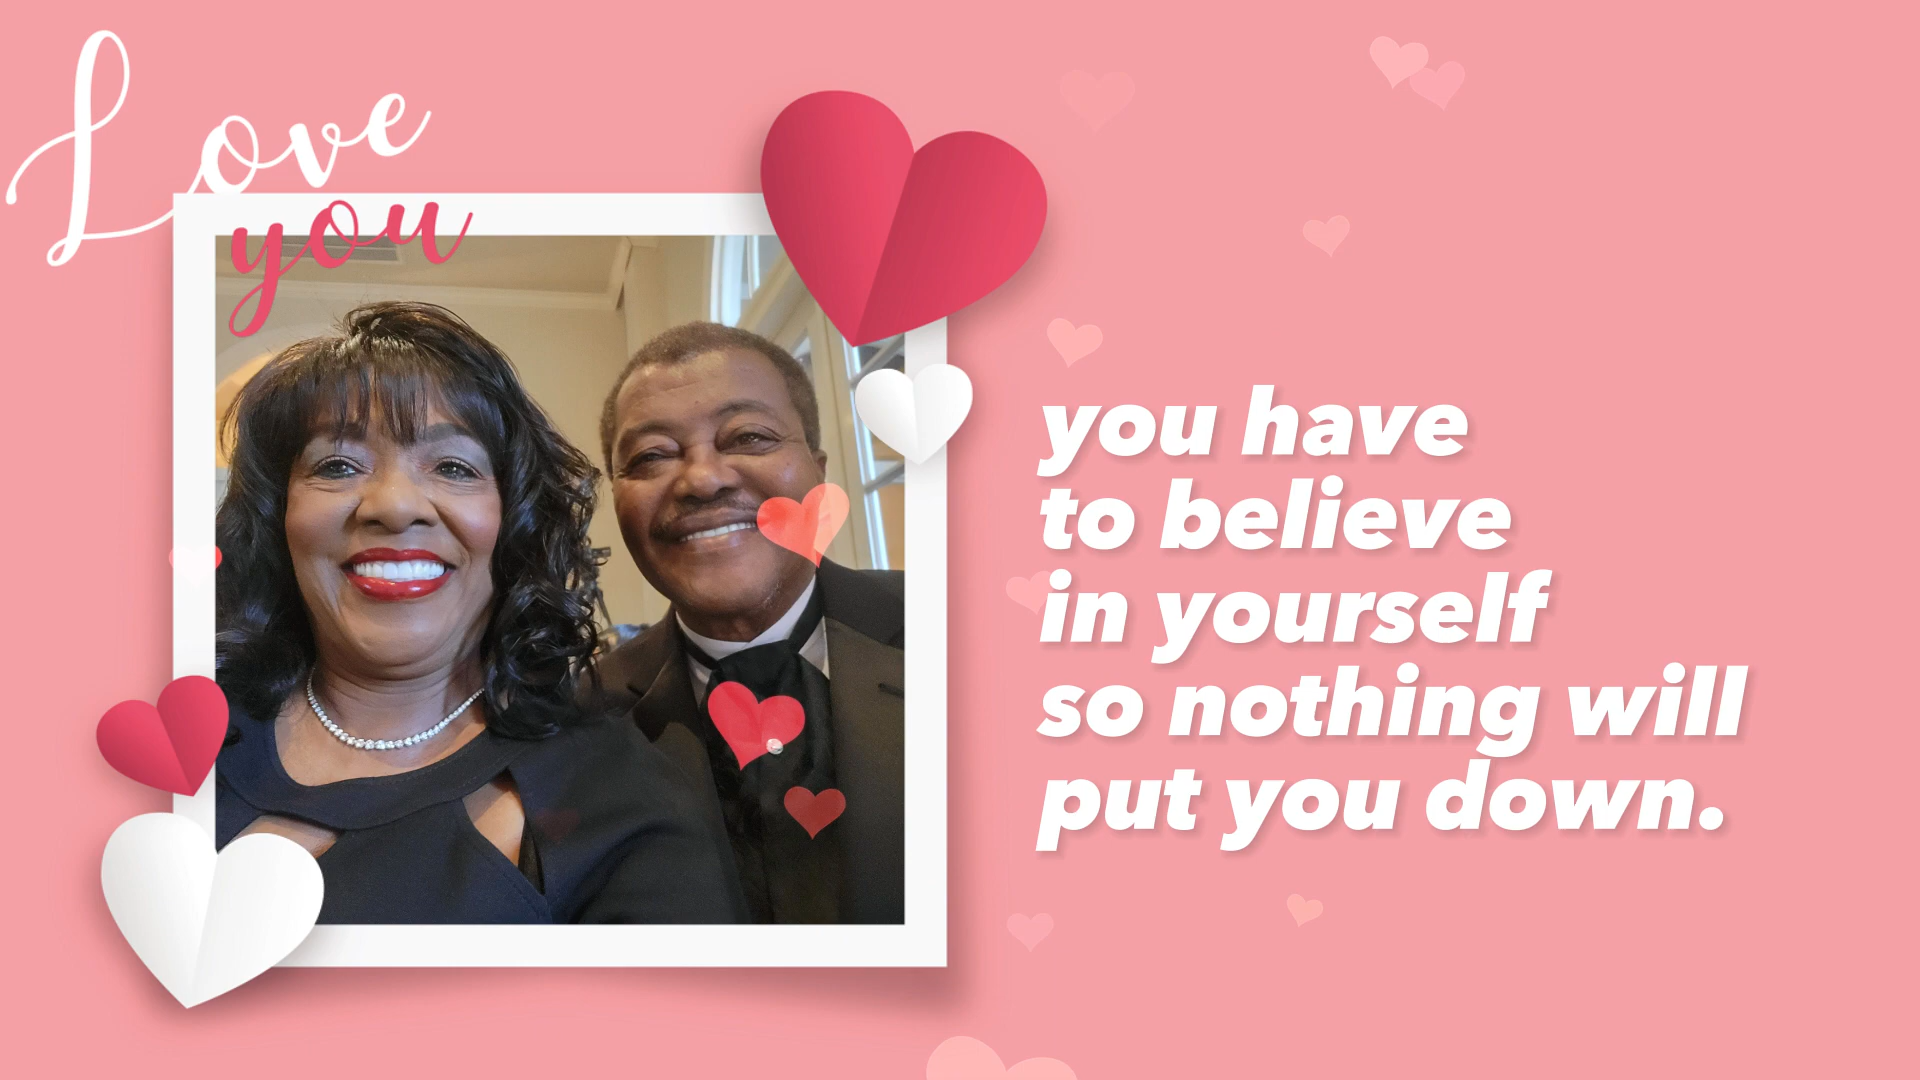 Love
you
you have
to believe
in yourself
so nothing will
put you down.